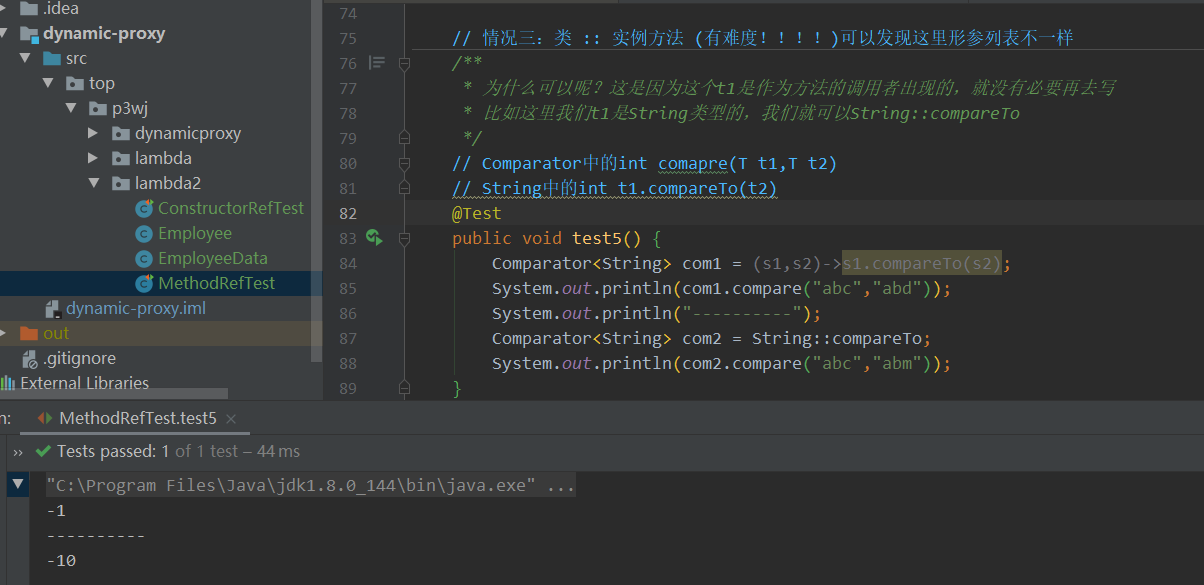 .idea
dynamic-proxy
src
top
p3wj
dynamicproxy
lambda
lambda2
ConstructorRefTest
Employee
EmployeeData
MethodRefTest
dynamic-proxy.iml
out
.gitignore
External Libraries
74
75 // 情况三：类 :: 实例方法 (有难度！！！！)可以发现这里形参列表不一样
76 /**
77 * 为什么可以呢？这是因为这个t1是作为方法的调用者出现的，就没有必要再去写
78 * 比如这里我们t1是String类型的，我们就可以String::compareTo
79 */
80 // Comparator中的int comapre(T t1,T t2)
81 // String中的int t1.compareTo(t2)
82 @Test
83 public void test5() {
84 Comparator<String> com1 = (s1,s2)->s1.compareTo(s2);
85 System.out.println(com1.compare("abc","abd"));
86 System.out.println("----------");
87 Comparator<String> com2 = String::compareTo;
88 System.out.println(com2.compare("abc","abm"));
89 }
n: MethodRefTest.test5 ×
>> Tests passed: 1 of 1 test – 44 ms
"C:\Program Files\Java\jdk1.8.0_144\bin\java.exe" ...
-1
----------
-10